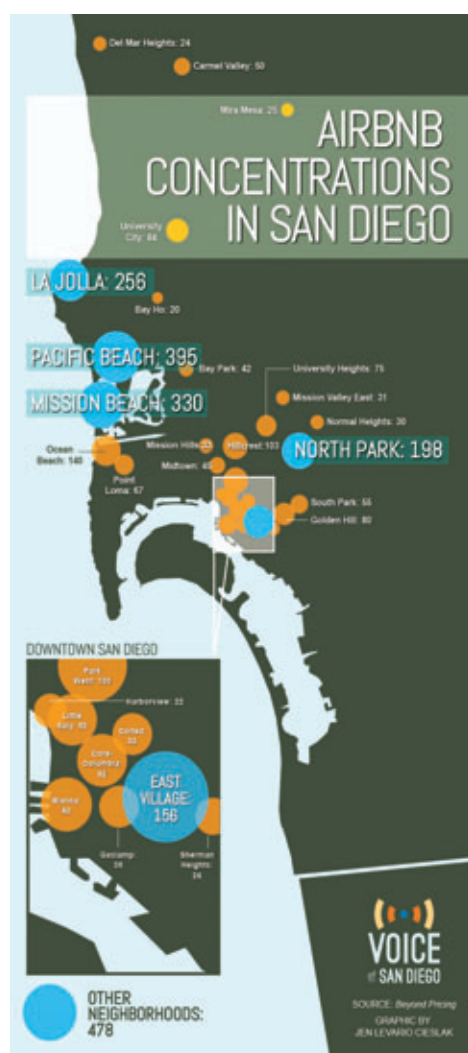 Del Mar Heights: 24
Carmel Valley: 50
Mira Mesa: 25
AIRBNB
CONCENTRATIONS
IN SAN DIEGO
University
City: 84
LA JOLLA: 256
Bay Ho: 20
PACIFIC BEACH: 395
Bay Park: 42
University Heights: 75
MISSION BEACH: 330
Mission Valley East: 31
Normal Heights: 30
Ocean
Beach: 140
Mission Hills:
Hillcrest: 103
NORTH PARK: 198
Midtown:
Point
Loma: 67
South Park: 55
Golden Hill: 80
DOWNTOWN SAN DIEGO
Park
West:
Harborview: 22
Little
Italy:
Cortez:
Core-
Columbia
Marina:
EAST
VILLAGE:
156
Gaslamp:
Sherman
Heights:
OTHER
NEIGHBORHOODS:
478
VOICE
of SAN DIEGO
SOURCE: Beyond Pricing
GRAPHIC BY
JEN LEVARIO CIESLAK